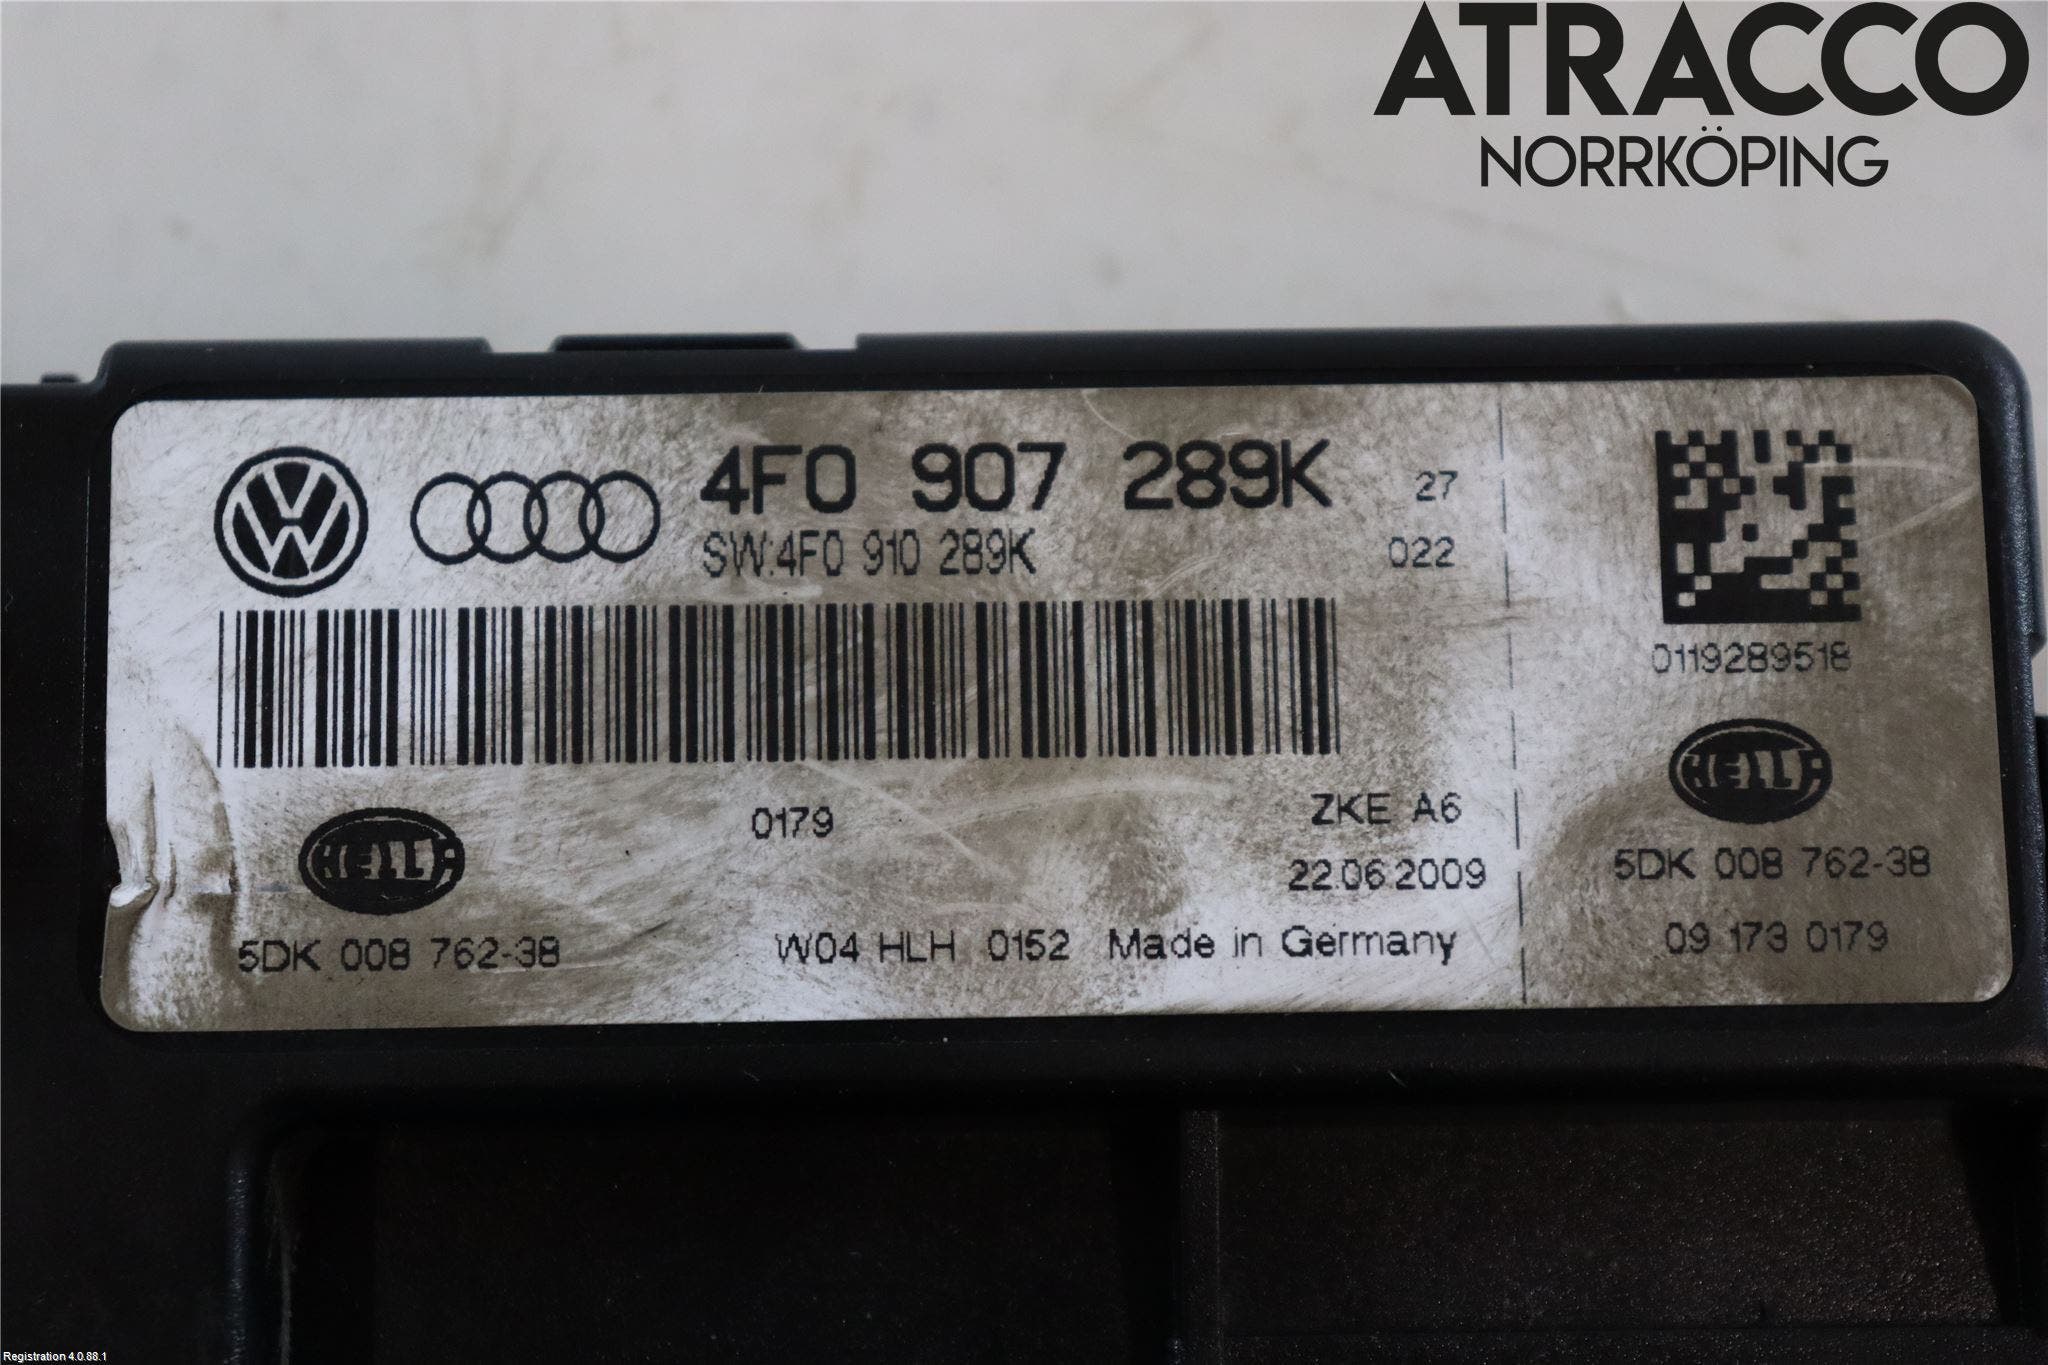 ATRACCO
NORRKÖPING
4F0 907 289K 27
SW:4F0 910 289K 022
0119289518
HELLA
0179 ZKE A6
HELLA
22.06.2009
5DK 008 762-38
5DK 008 762-38
W04 HLH 0152 Made in Germany
09 173 0179
Registration 4.0.88.1